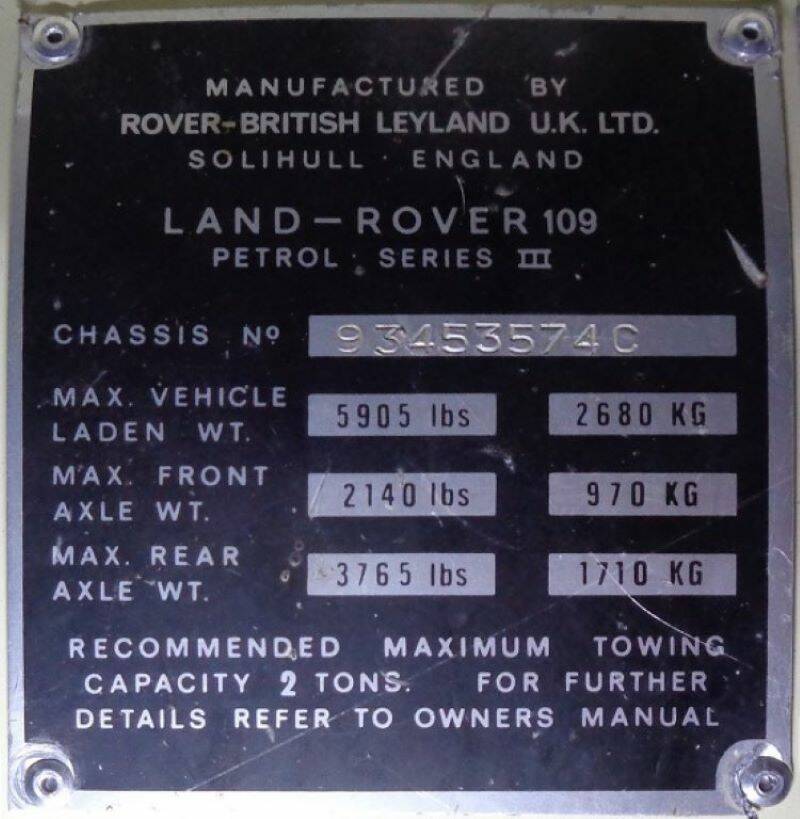 MANUFACTURED BY
ROVER-BRITISH LEYLAND U.K. LTD.
SOLIHULL · ENGLAND
LAND-ROVER 109
PETROL · SERIES III
CHASSIS Nº 93453574C
MAX. VEHICLE
LADEN WT. 5905 lbs 2680 KG
MAX. FRONT
AXLE WT. 2140 lbs 970 KG
MAX. REAR
AXLE WT. 3765 lbs 1710 KG
RECOMMENDED MAXIMUM TOWING
CAPACITY 2 TONS. FOR FURTHER
DETAILS REFER TO OWNERS MANUAL